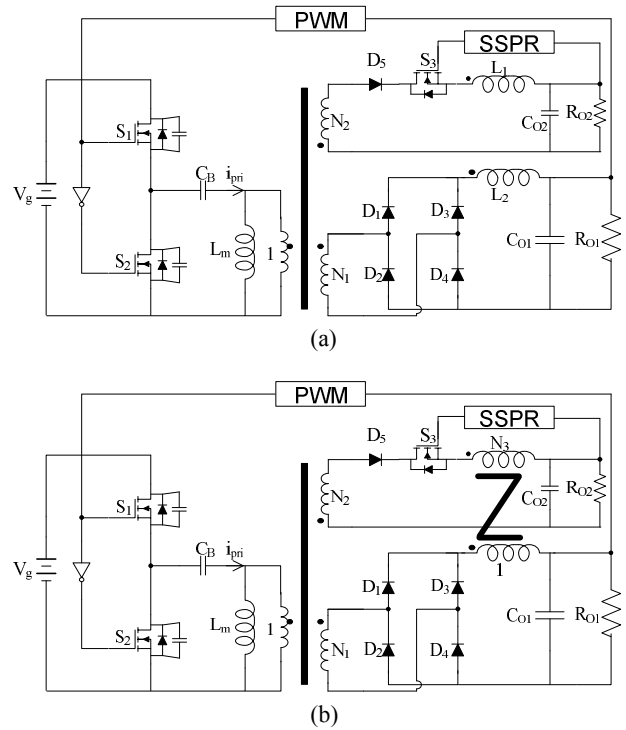 PWM
SSPR
D5
S3
L1
S1
N2
CO2
RO2
CB
ipri
L2
Vg
D1
D3
Lm
1
CO1
RO1
S2
N1
D2
D4
(a)
PWM
SSPR
D5
S3
N3
S1
N2
CO2
RO2
CB
ipri
1
Vg
D1
D3
Lm
1
CO1
RO1
S2
N1
D2
D4
(b)